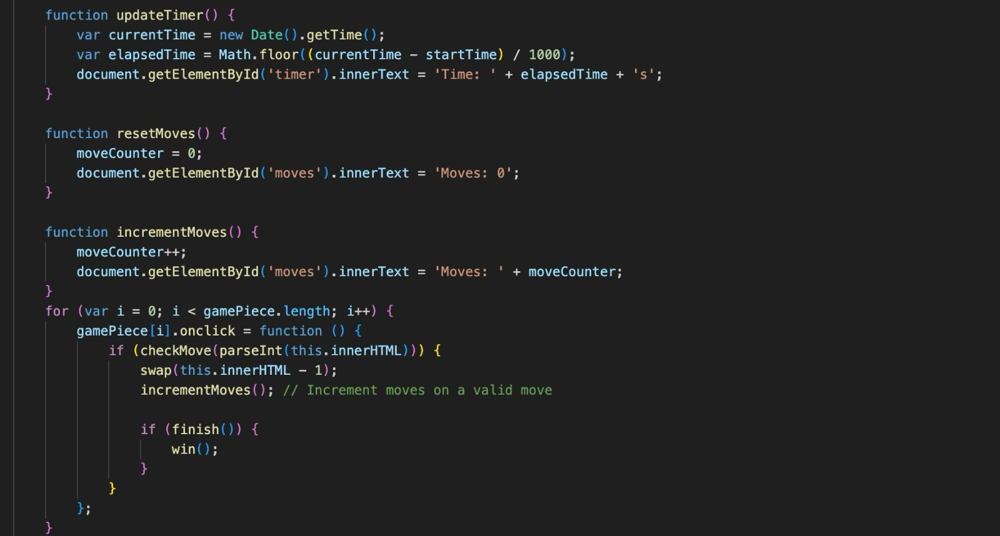 function updateTimer() {
    var currentTime = new Date().getTime();
    var elapsedTime = Math.floor((currentTime - startTime) / 1000);
    document.getElementById('timer').innerText = 'Time: ' + elapsedTime + 's';
}

function resetMoves() {
    moveCounter = 0;
    document.getElementById('moves').innerText = 'Moves: 0';
}

function incrementMoves() {
    moveCounter++;
    document.getElementById('moves').innerText = 'Moves: ' + moveCounter;
}
for (var i = 0; i < gamePiece.length; i++) {
    gamePiece[i].onclick = function () {
        if (checkMove(parseInt(this.innerHTML))) {
            swap(this.innerHTML - 1);
            incrementMoves(); // Increment moves on a valid move

            if (finish()) {
                win();
            }
        }
    };
}